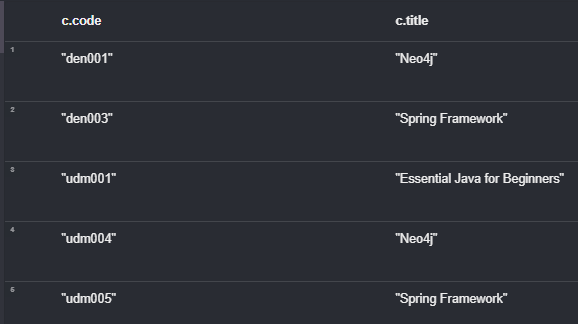 c.code c.title
1 "den001" "Neo4j"
2 "den003" "Spring Framework"
3 "udm001" "Essential Java for Beginners"
4 "udm004" "Neo4j"
5 "udm005" "Spring Framework"